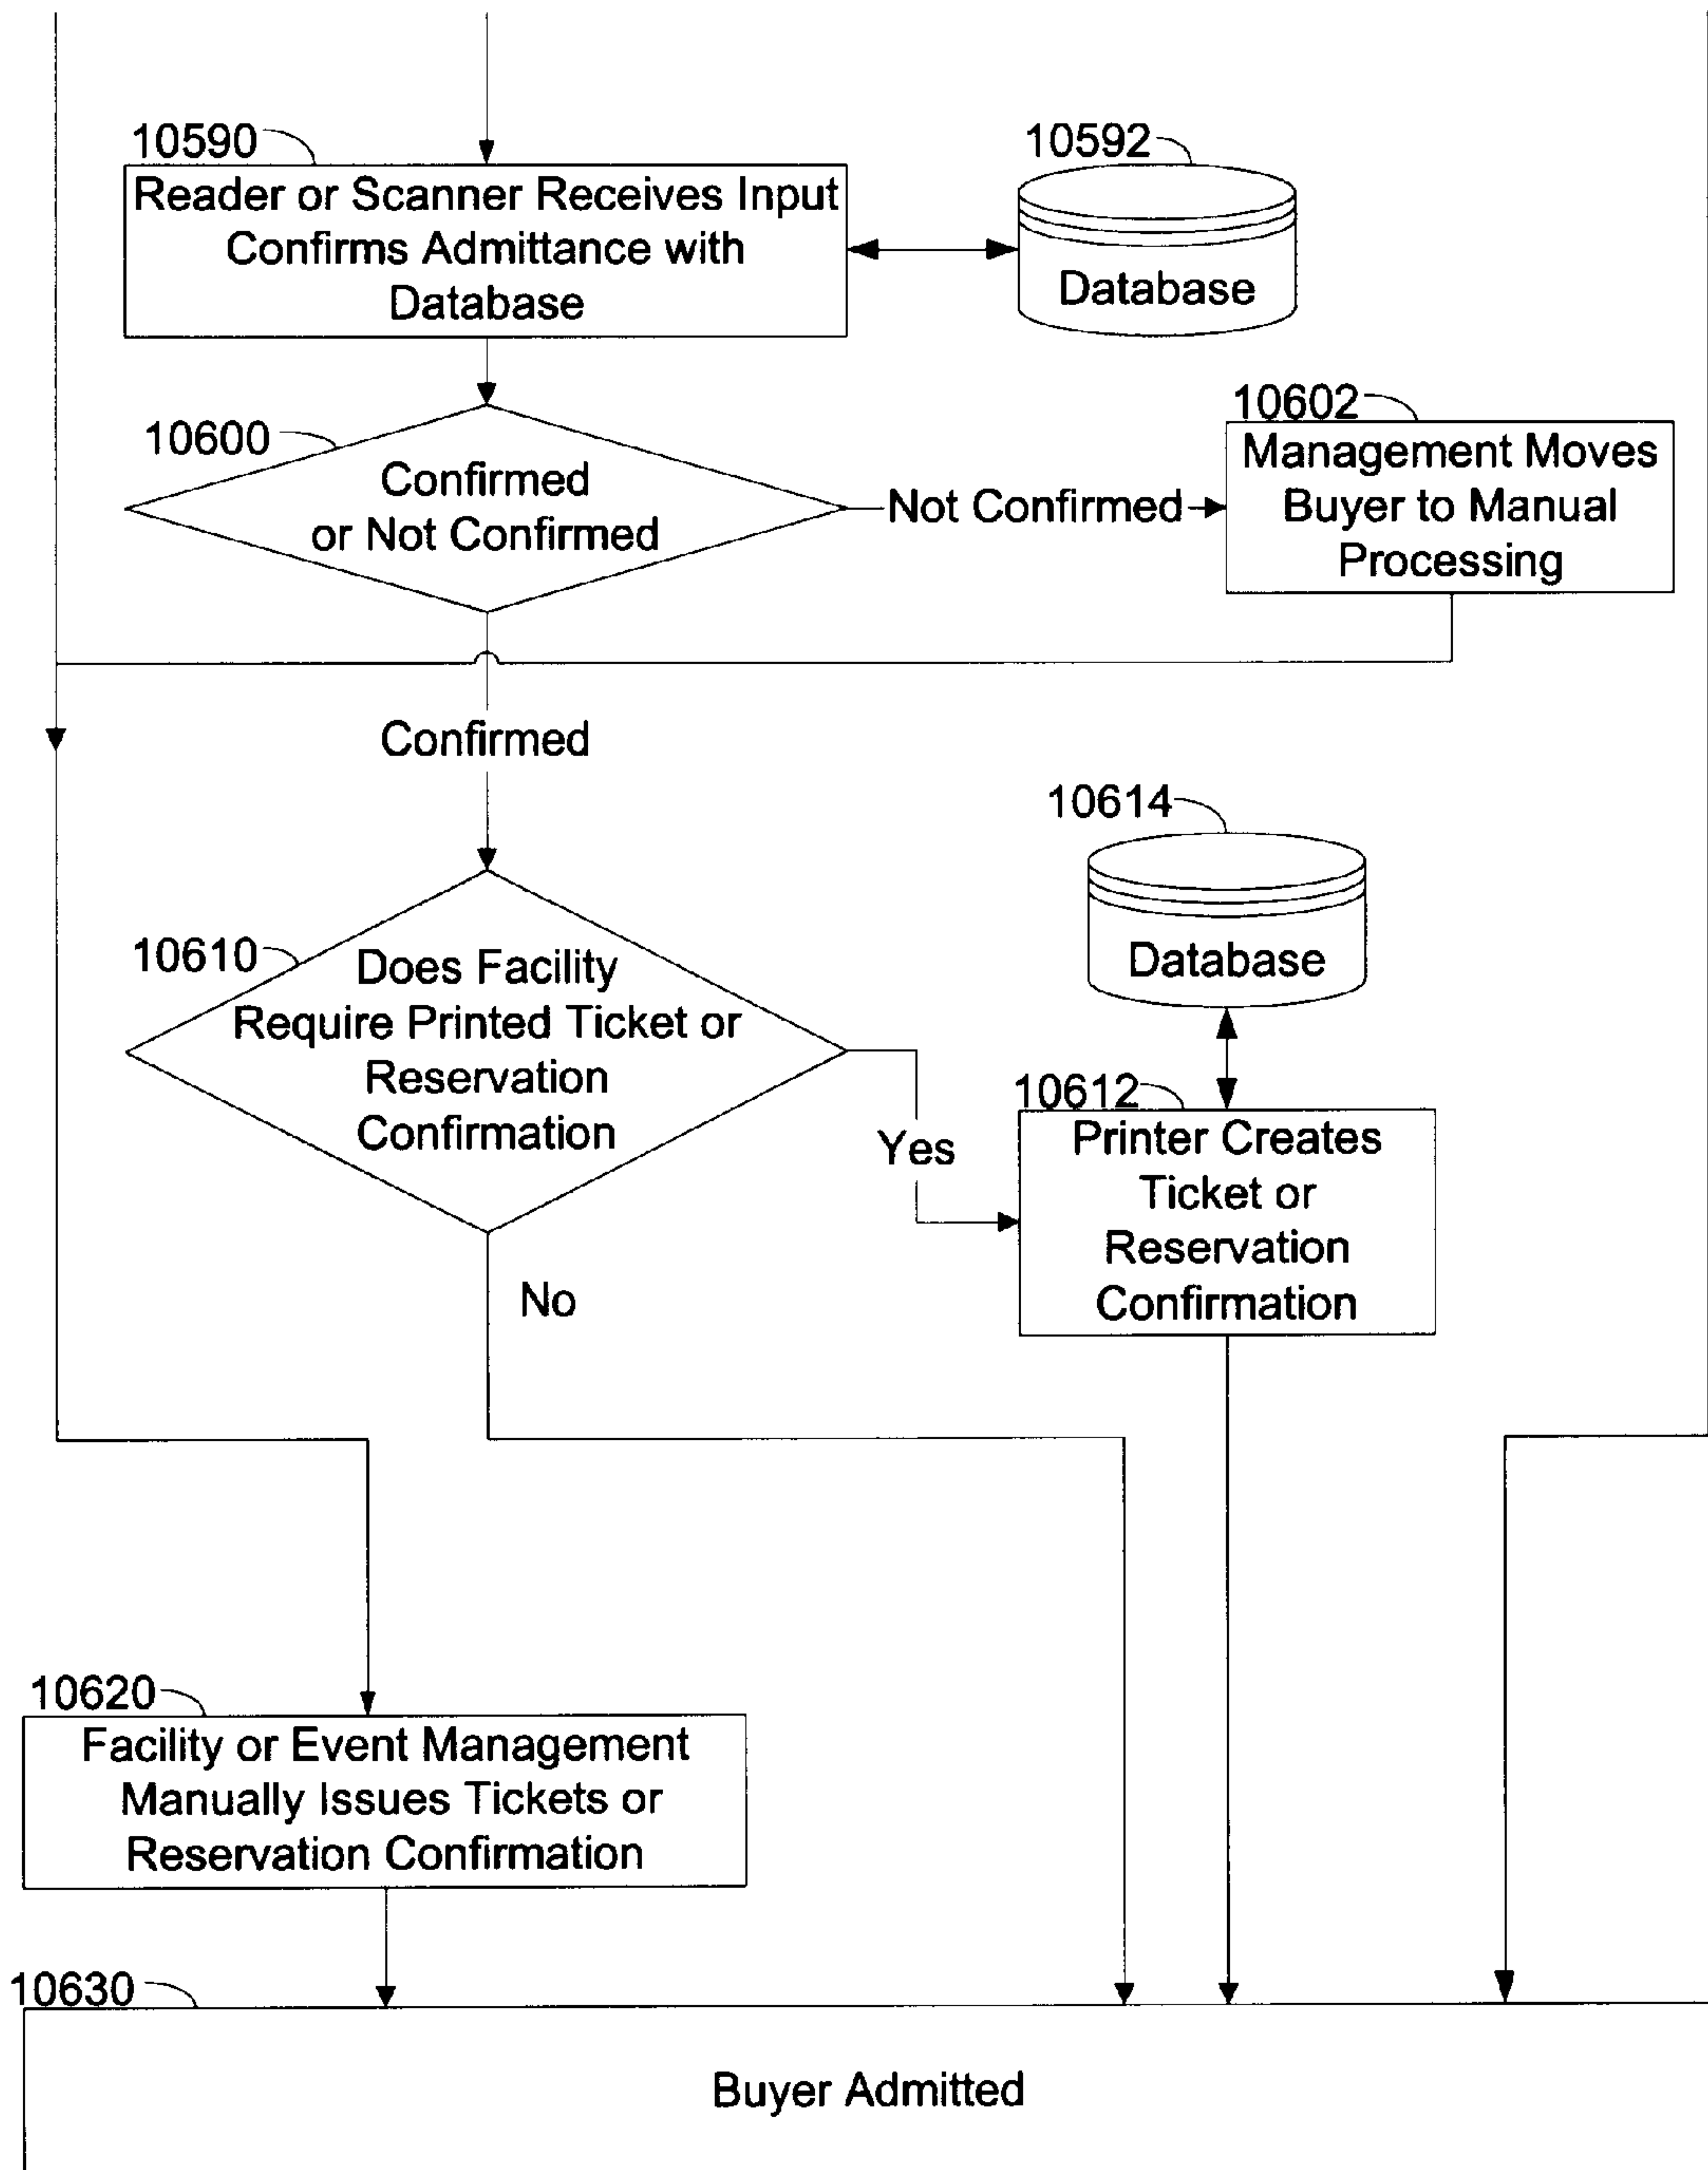 10590
Reader or Scanner Receives Input
Confirms Admittance with
Database
10592
Database
10600
Confirmed
or Not Confirmed
Not Confirmed
10602
Management Moves
Buyer to Manual
Processing
Confirmed
10610
Does Facility
Require Printed Ticket or
Reservation
Confirmation
10614
Database
Yes
10612
Printer Creates
Ticket or
Reservation
Confirmation
No
10620
Facility or Event Management
Manually Issues Tickets or
Reservation Confirmation
10630
Buyer Admitted